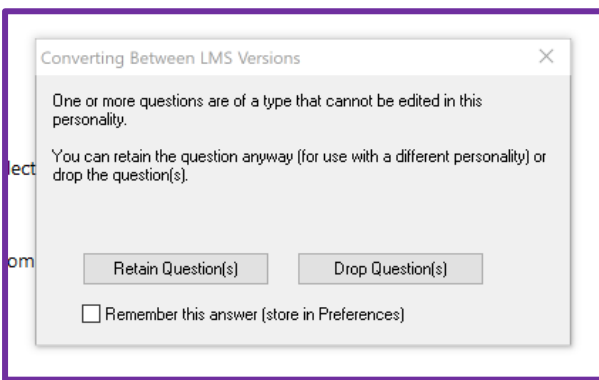 Converting Between LMS Versions
One or more questions are of a type that cannot be edited in this
personality.
You can retain the question anyway (for use with a different personality) or
drop the question(s).
lect
om
Retain Question(s) Drop Question(s)
Remember this answer (store in Preferences)